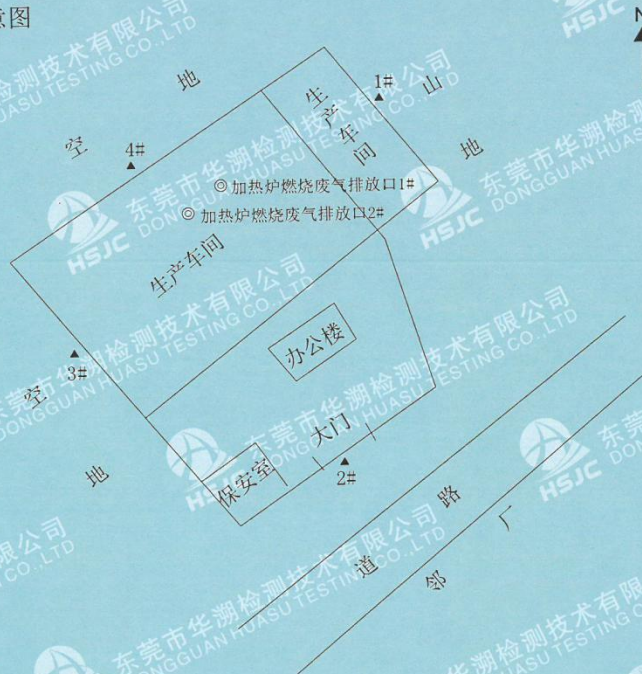 意图
N
空 地
4#
生产车间
1#
山 地
◎加热炉燃烧废气排放口1#
◎ 加热炉燃烧废气排放口2#
生产车间
办公楼
3#
空 地
大门
保安室
2#
道 路
邻 厂
东莞市华溯检测技术有限公司
DONGGUAN HUASU TESTING CO.,LTD
HSJC